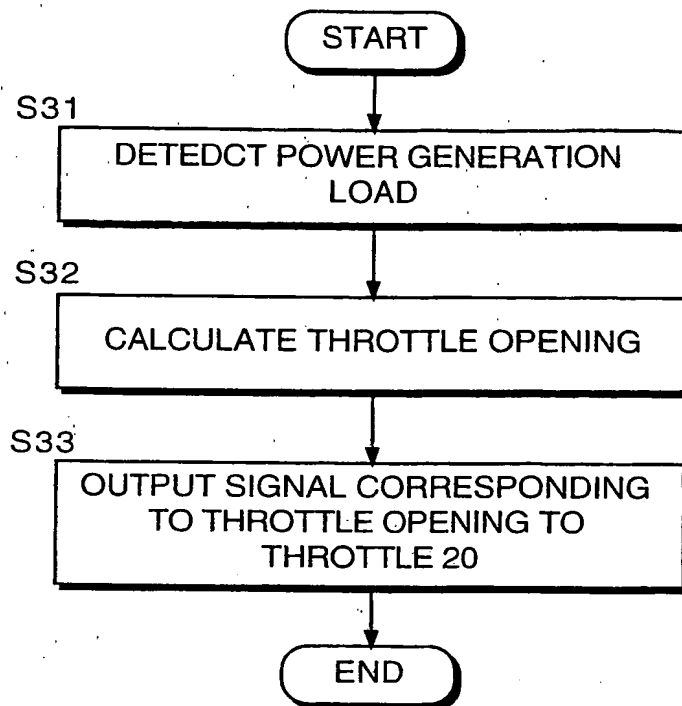 START
S31
DETEDCT POWER GENERATION
LOAD
S32
CALCULATE THROTTLE OPENING
S33
OUTPUT SIGNAL CORRESPONDING
TO THROTTLE OPENING TO
THROTTLE 20
END